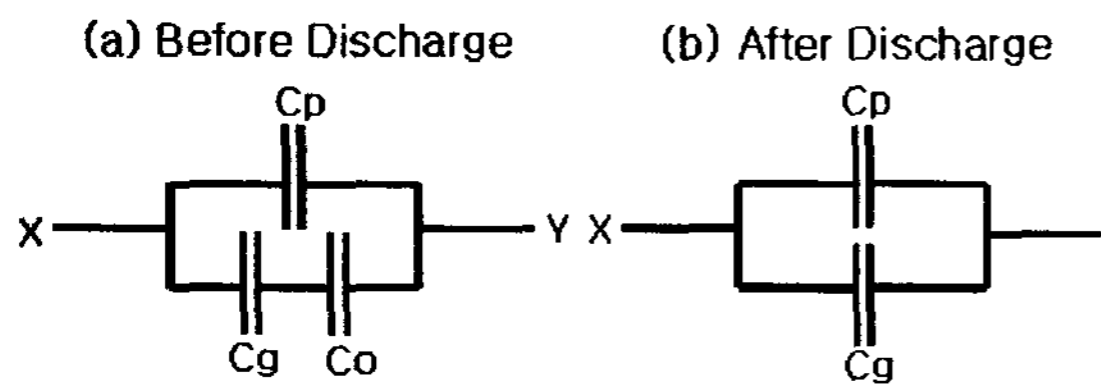 (a) Before Discharge
(b) After Discharge
Cp
Cp
X
Y
X
Cg
Co
Cg